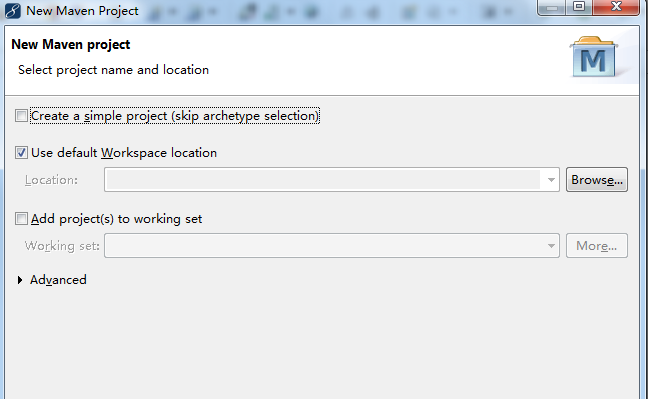 New Maven Project
New Maven project
Select project name and location
M
Create a simple project (skip archetype selection)
Use default Workspace location
Location:
Browse...
Add project(s) to working set
Working set:
More...
Advanced